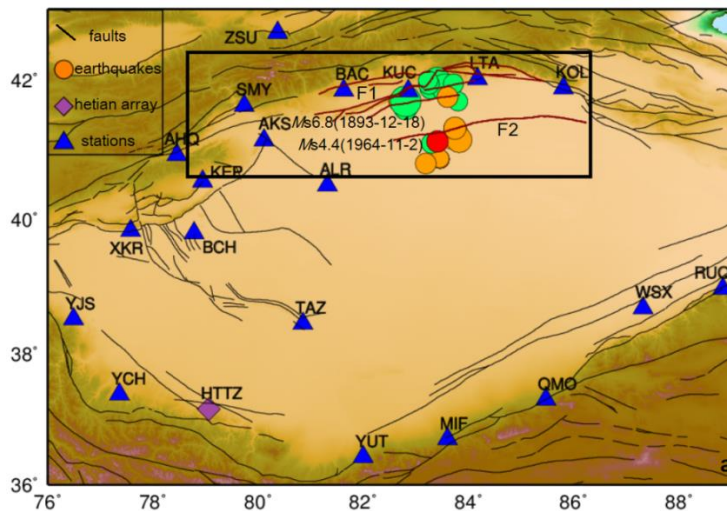 ZSU
faults
earthquakes
hetian array
stations
42°
40°
38°
36°
SMY
BAC
KUC
LTA
KOL
F1
Ms6.8(1893-12-18)
AKS
AHQ
F2
Ms4.4(1964-11-2)
KEP
ALR
XKR
BCH
RUQ
YJS
WSX
TAZ
YCH
HTTZ
QMO
MIF
YUT
a
76
78
80
82
84
86
88